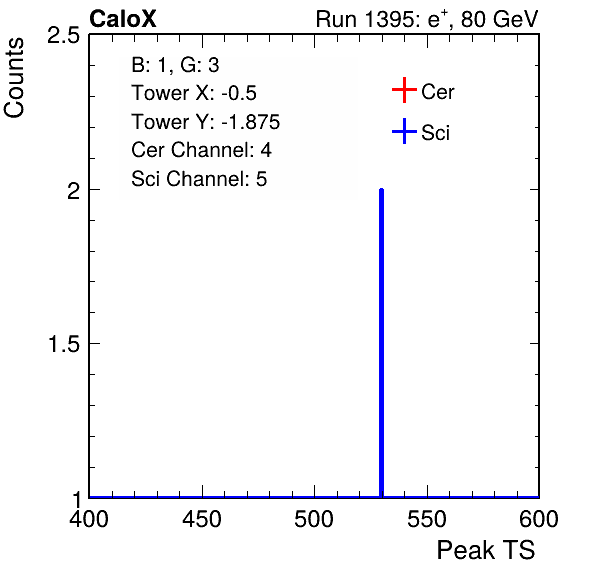 CaloX Run 1395: e+, 80 GeV
Counts
2.5
2
1.5
1
B: 1, G: 3
Tower X: -0.5
Tower Y: -1.875
Cer Channel: 4
Sci Channel: 5
Cer
Sci
400 450 500 550 600
Peak TS